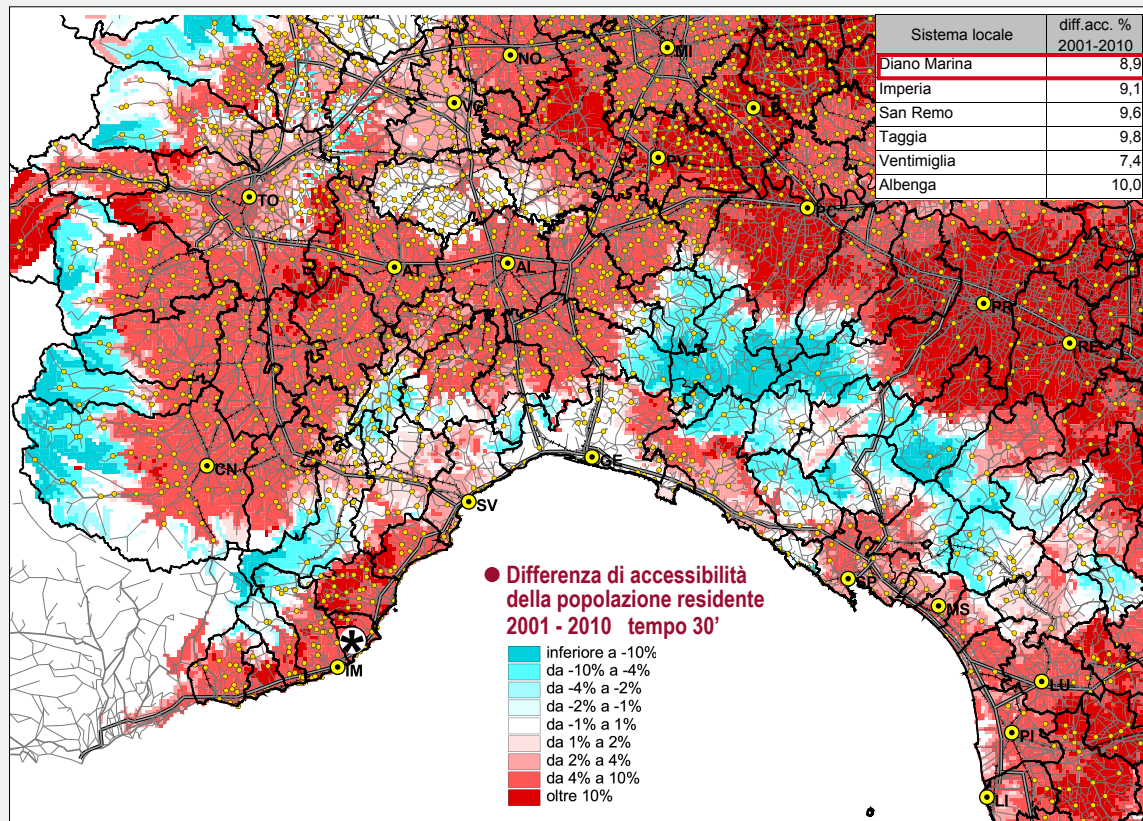 Sistema locale diff.acc. % 2001-2010
Diano Marina 8,9
Imperia 9,1
San Remo 9,6
Taggia 9,8
Ventimiglia 7,4
Albenga 10,0
NO
MI
VC
LD
PV
TO
PC
AT
AL
PR
RE
CN
GE
SV
SP
MS
IM
LU
PI
LI
*
● Differenza di accessibilità
della popolazione residente
2001 - 2010 tempo 30’
inferiore a -10%
da -10% a -4%
da -4% a -2%
da -2% a -1%
da -1% a 1%
da 1% a 2%
da 2% a 4%
da 4% a 10%
oltre 10%